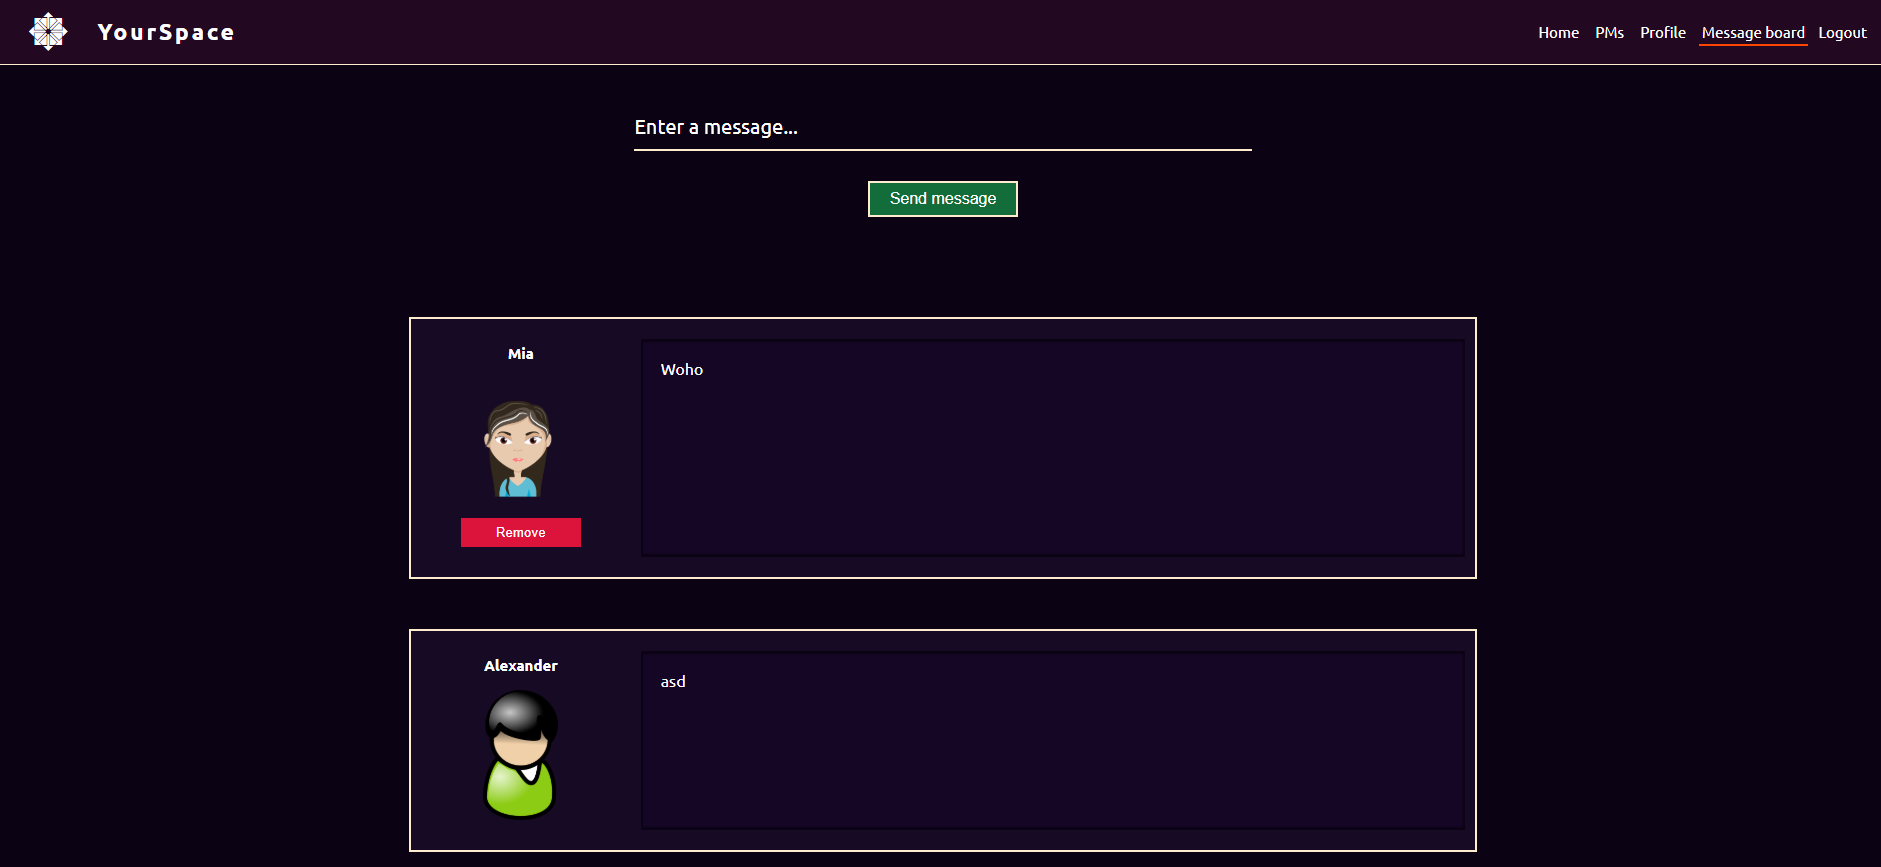 YourSpace
Home PMs Profile Message board Logout
Enter a message...
Send message
Mia
Woho
Remove
Alexander
asd